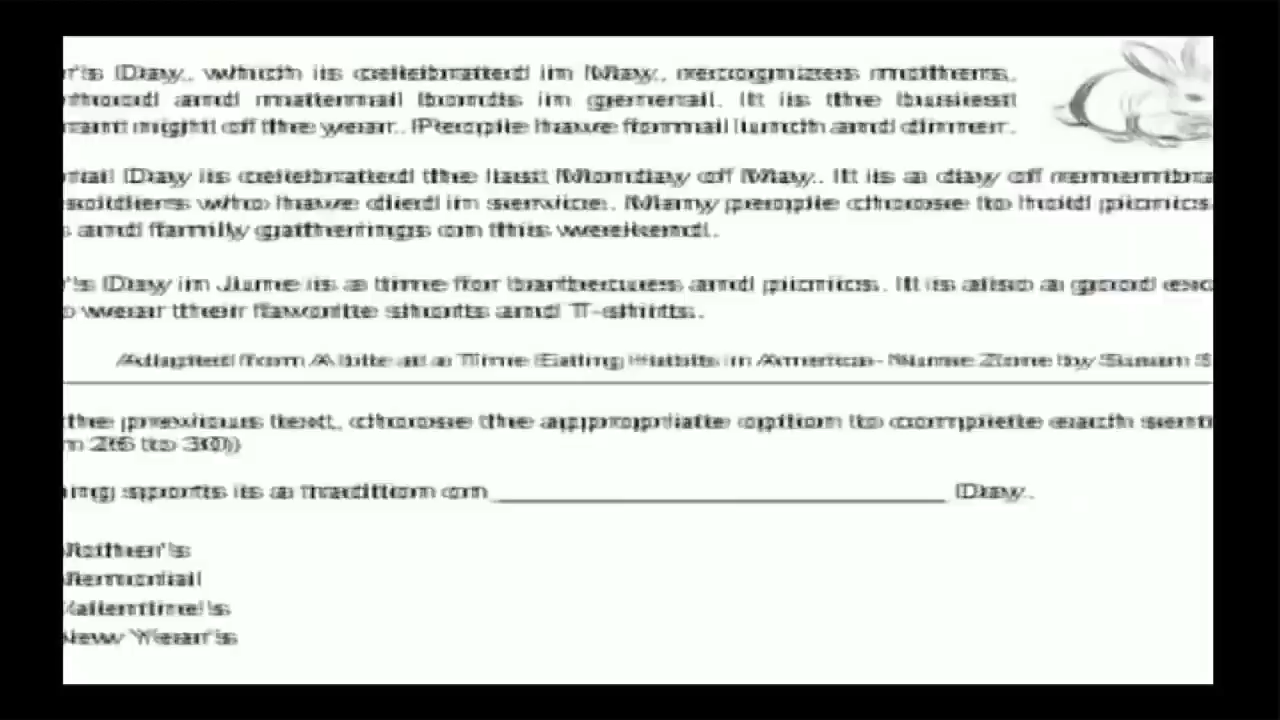 r's Day, which is celebrated in May, recognizes mothers,
rhood and maternal bonds in general. It is the busiest
rant night of the year. People have formal lunch and dinner.
rial Day is celebrated the last Monday of May. It is a day of remembra
soldiers who have died in service. Many people choose to hold picnics
s and family gatherings on this weekend.
r's Day in June is a time for barbecues and picnics. It is also a good exc
o wear their favorite shorts and T-shirts.
Adapted from A bite at a Time Eating Habits in America- Nurse Zone by Susan S
the previous text, choose the appropriate option to complete each sent
m 26 to 30)
ing sports is a tradition on ____________________ Day.
Mother's
Memorial
Valentine's
New Year's